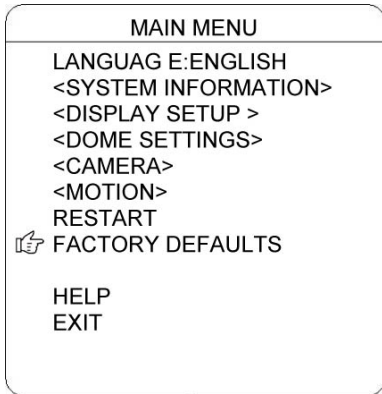 MAIN MENU
LANGUAG E:ENGLISH
<SYSTEM INFORMATION>
<DISPLAY SETUP >
<DOME SETTINGS>
<CAMERA>
<MOTION>
RESTART
FACTORY DEFAULTS
HELP
EXIT